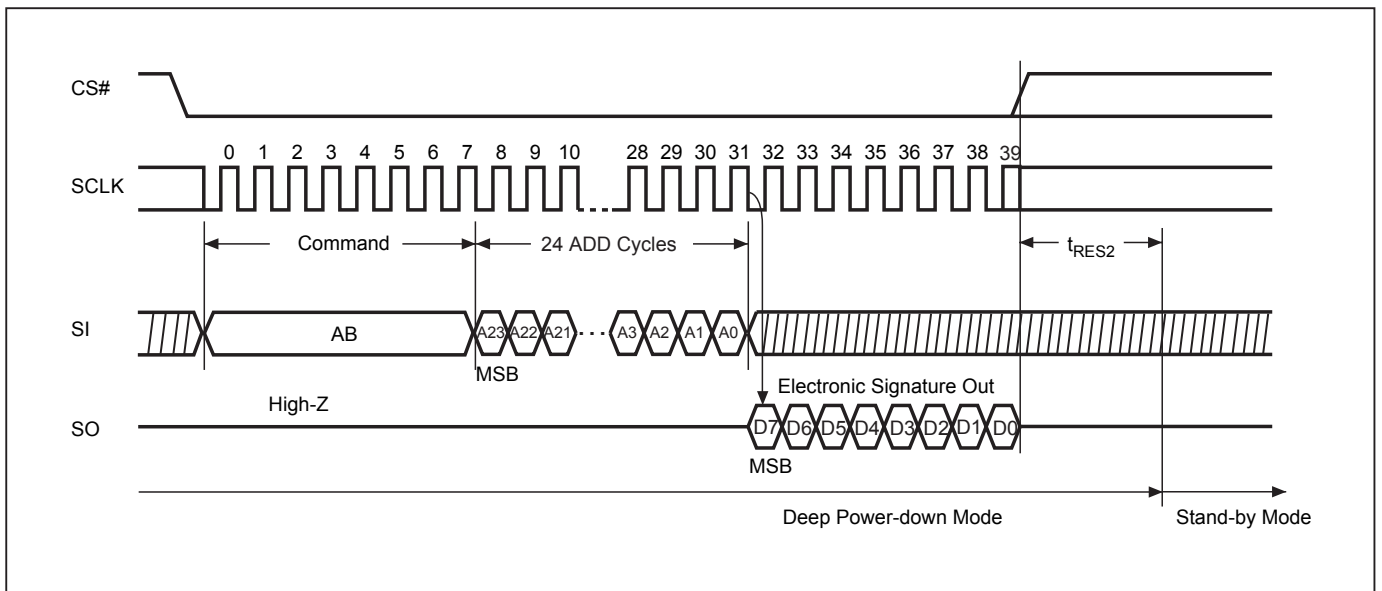 CS#
0 1 2 3 4 5 6 7 8 9 10 28 29 30 31 32 33 34 35 36 37 38 39
SCLK
Command 24 ADD Cycles tRES2
SI AB A23 A22 A21 A3 A2 A1 A0
MSB
High-Z Electronic Signature Out
SO D7 D6 D5 D4 D3 D2 D1 D0
MSB
Deep Power-down Mode Stand-by Mode